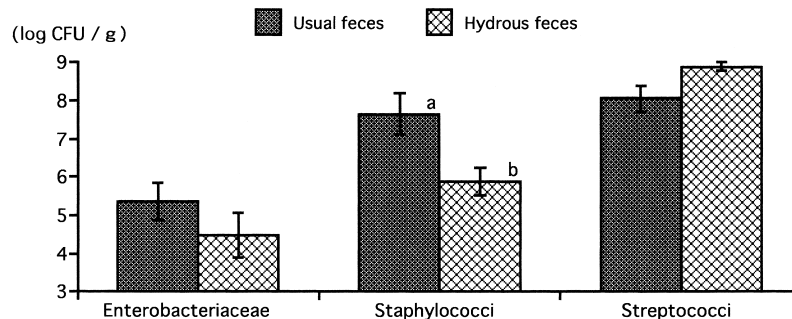 Usual feces
Hydrous feces
(log CFU / g)
9
8
7
6
5
4
3
a
b
Enterobacteriaceae
Staphylococci
Streptococci